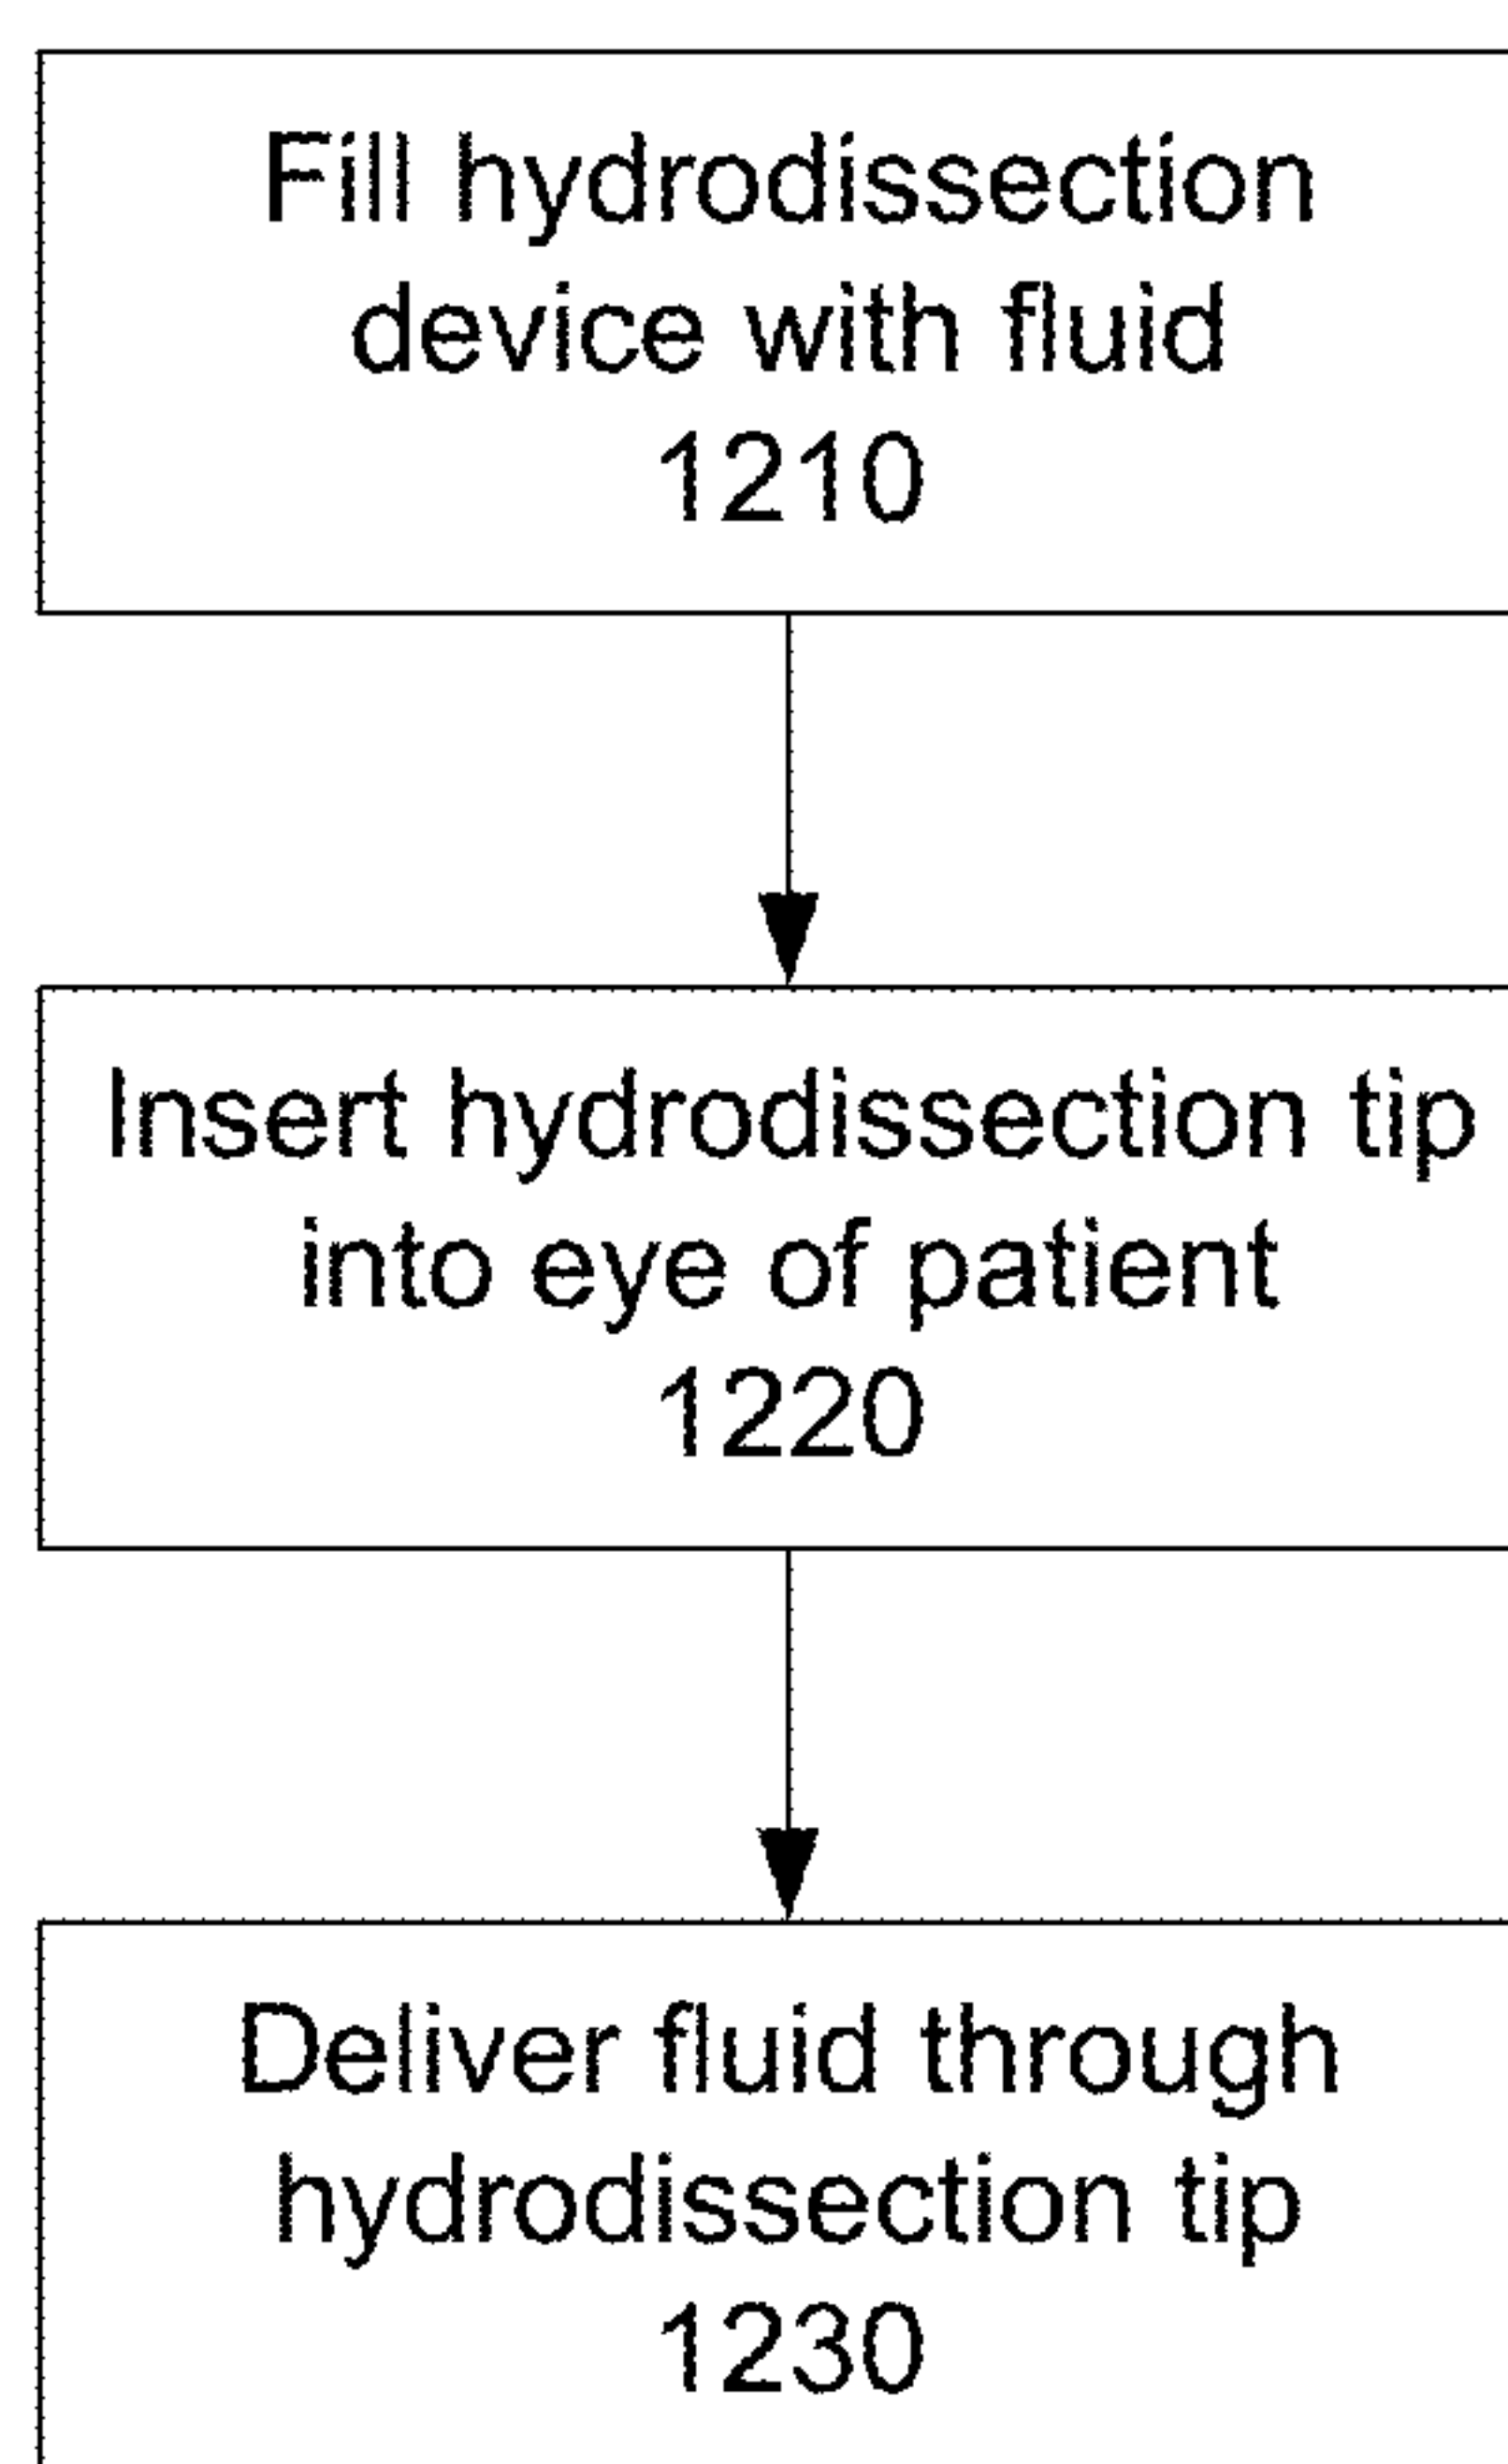 Fill hydrodissection
device with fluid
1210
Insert hydrodissection tip
into eye of patient
1220
Deliver fluid through
hydrodissection tip
1230